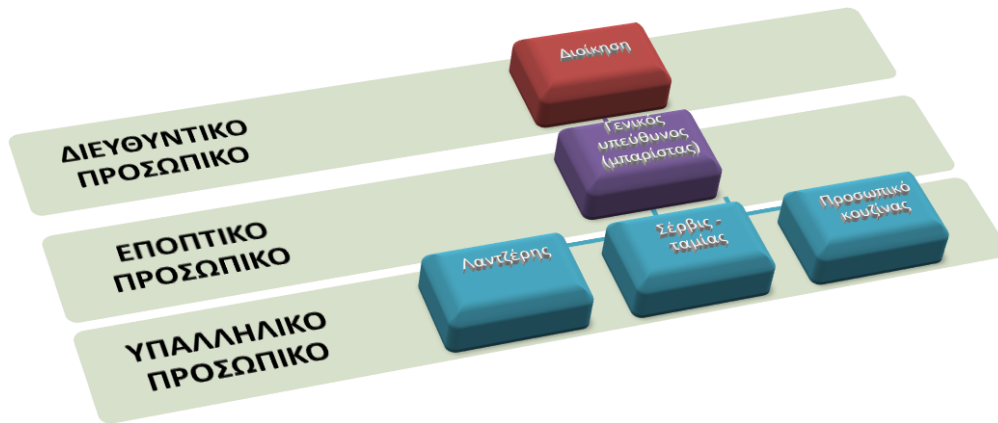 Διοίκηση
ΔΙΕΥΘΥΝΤΙΚΟ
ΠΡΟΣΩΠΙΚΟ
Γενικός
υπεύθυνος
(μπαρίστας)
ΕΠΟΠΤΙΚΟ
ΠΡΟΣΩΠΙΚΟ
Λαντζέρης
Σέρβις -
ταμίας
Προσωπικό
κουζίνας
ΥΠΑΛΛΗΛΙΚΟ
ΠΡΟΣΩΠΙΚΟ